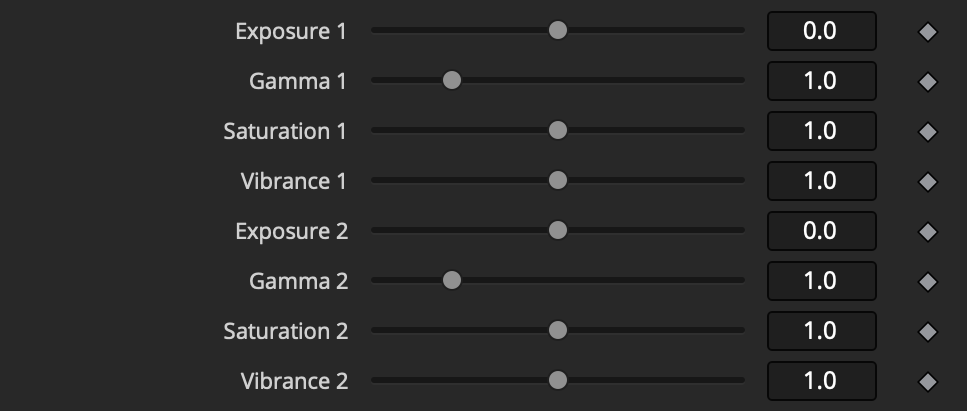 Exposure 1 0.0
Gamma 1 1.0
Saturation 1 1.0
Vibrance 1 1.0
Exposure 2 0.0
Gamma 2 1.0
Saturation 2 1.0
Vibrance 2 1.0